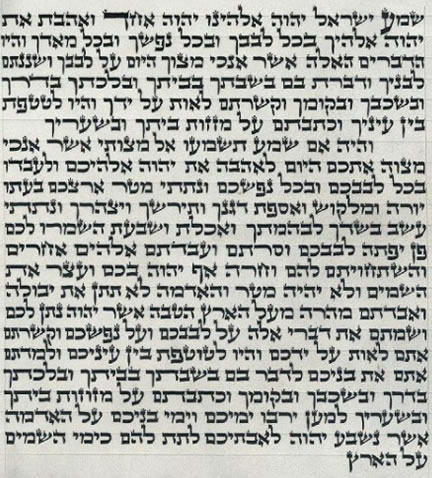 שמע ישראל יהוה אלהינו יהוה אחד ואהבת את
יהוה אלהיך בכל לבבך ובכל נפשך ובכל מאדך והיו
הדברים האלה אשר אנכי מצוך היום על לבבך ושננתם
לבניך ודברת בם בשבתך בביתך ובלכתך בדרך
ובשכבך ובקומך וקשרתם לאות על ידך והיו לטטפת
בין עיניך וכתבתם על מזזות ביתך ובשעריך
והיה אם שמע תשמעו אל מצותי אשר אנכי
מצוה אתכם היום לאהבה את יהוה אלהיכם ולעבדו
בכל לבבכם ובכל נפשכם ונתתי מטר ארצכם בעתו
יורה ומלקוש ואספת דגנך ותירשך ויצהרך ונתתי
עשב בשדך לבהמתך ואכלת ושבעת השמרו לכם
פן יפתה לבבכם וסרתם ועבדתם אלהים אחרים
והשתחויתם להם וחרה אף יהוה בכם ועצר את
השמים ולא יהיה מטר והאדמה לא תתן את יבולה
ואבדתם מהרה מעל הארץ הטבה אשר יהוה נתן לכם
ושמתם את דברי אלה על לבבכם ועל נפשכם וקשרתם
אתם לאות על ידכם והיו לטוטפת בין עיניכם ולמדתם
אתם את בניכם לדבר בם בשבתך בביתך ובלכתך
בדרך ובשכבך ובקומך וכתבתם על מזוזות ביתך
ובשעריך למען ירבו ימיכם וימי בניכם על האדמה
אשר נשבע יהוה לאבתיכם לתת להם כימי השמים
על הארץ